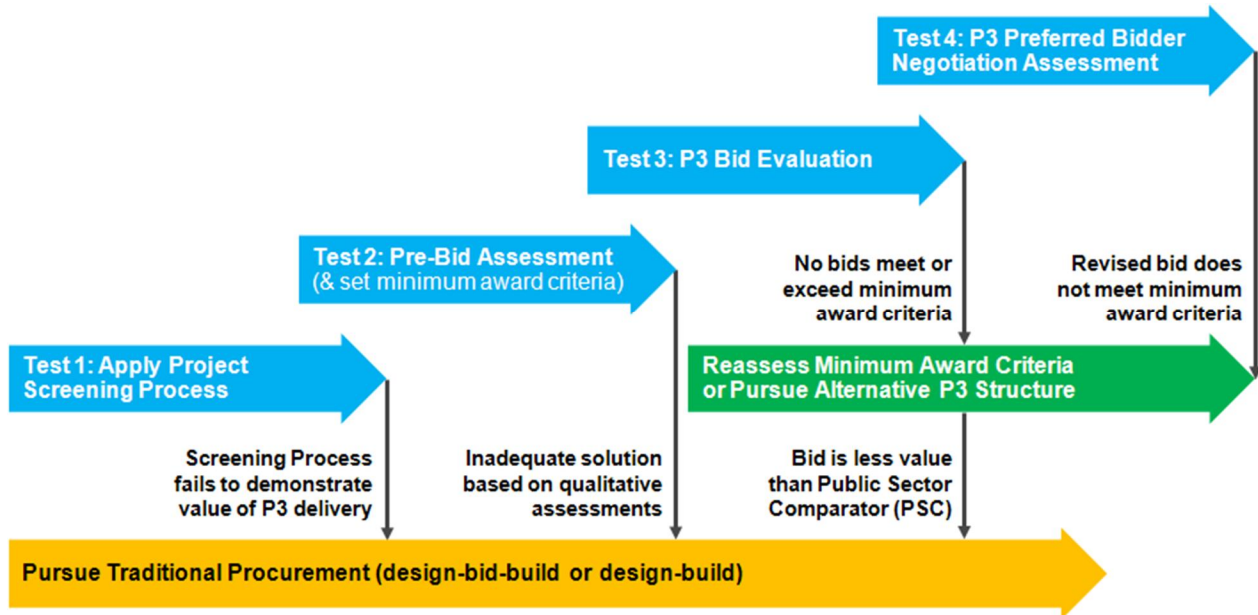 Test 4: P3 Preferred Bidder
Negotiation Assessment
Test 3: P3 Bid Evaluation
Test 2: Pre-Bid Assessment
(& set minimum award criteria)
No bids meet or
exceed minimum
award criteria
Revised bid does
not meet minimum
award criteria
Test 1: Apply Project
Screening Process
Reassess Minimum Award Criteria
or Pursue Alternative P3 Structure
Screening Process
fails to demonstrate
value of P3 delivery
Inadequate solution
based on qualitative
assessments
Bid is less value
than Public Sector
Comparator (PSC)
Pursue Traditional Procurement (design-bid-build or design-build)